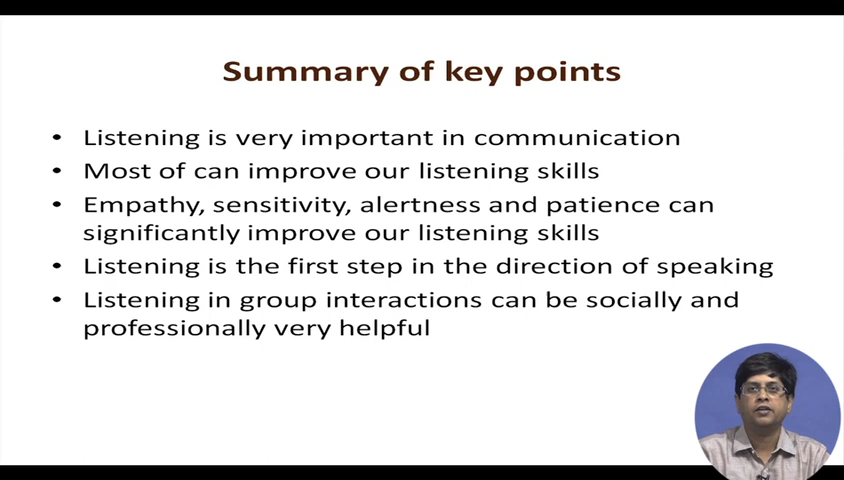 Summary of key points
• Listening is very important in communication
• Most of can improve our listening skills
• Empathy, sensitivity, alertness and patience can
significantly improve our listening skills
• Listening is the first step in the direction of speaking
• Listening in group interactions can be socially and
professionally very helpful